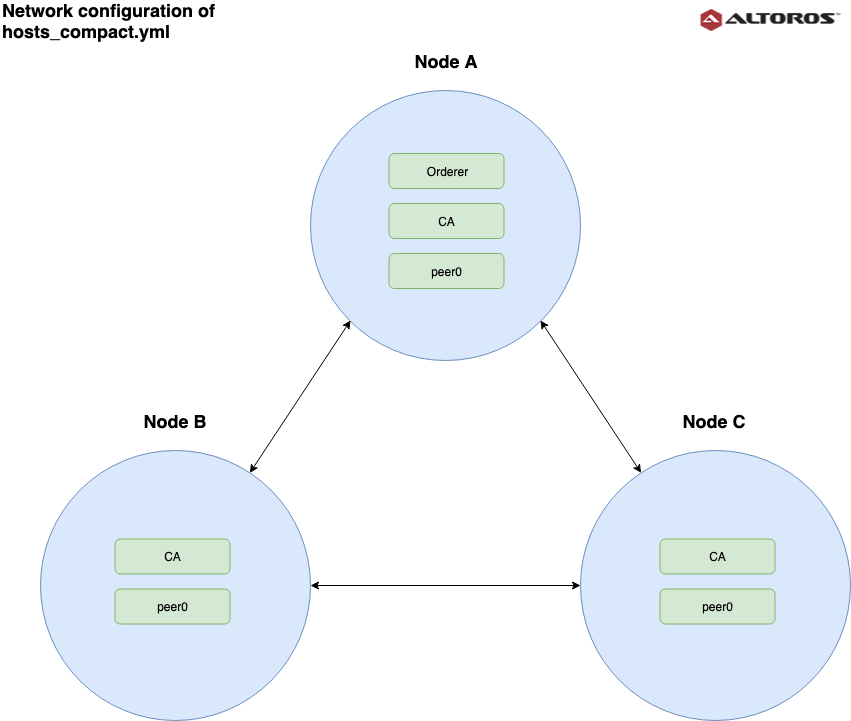 Network configuration of
hosts_compact.yml
ALTOROS
Node A
Orderer
CA
peer0
Node B
Node C
CA
peer0
CA
peer0